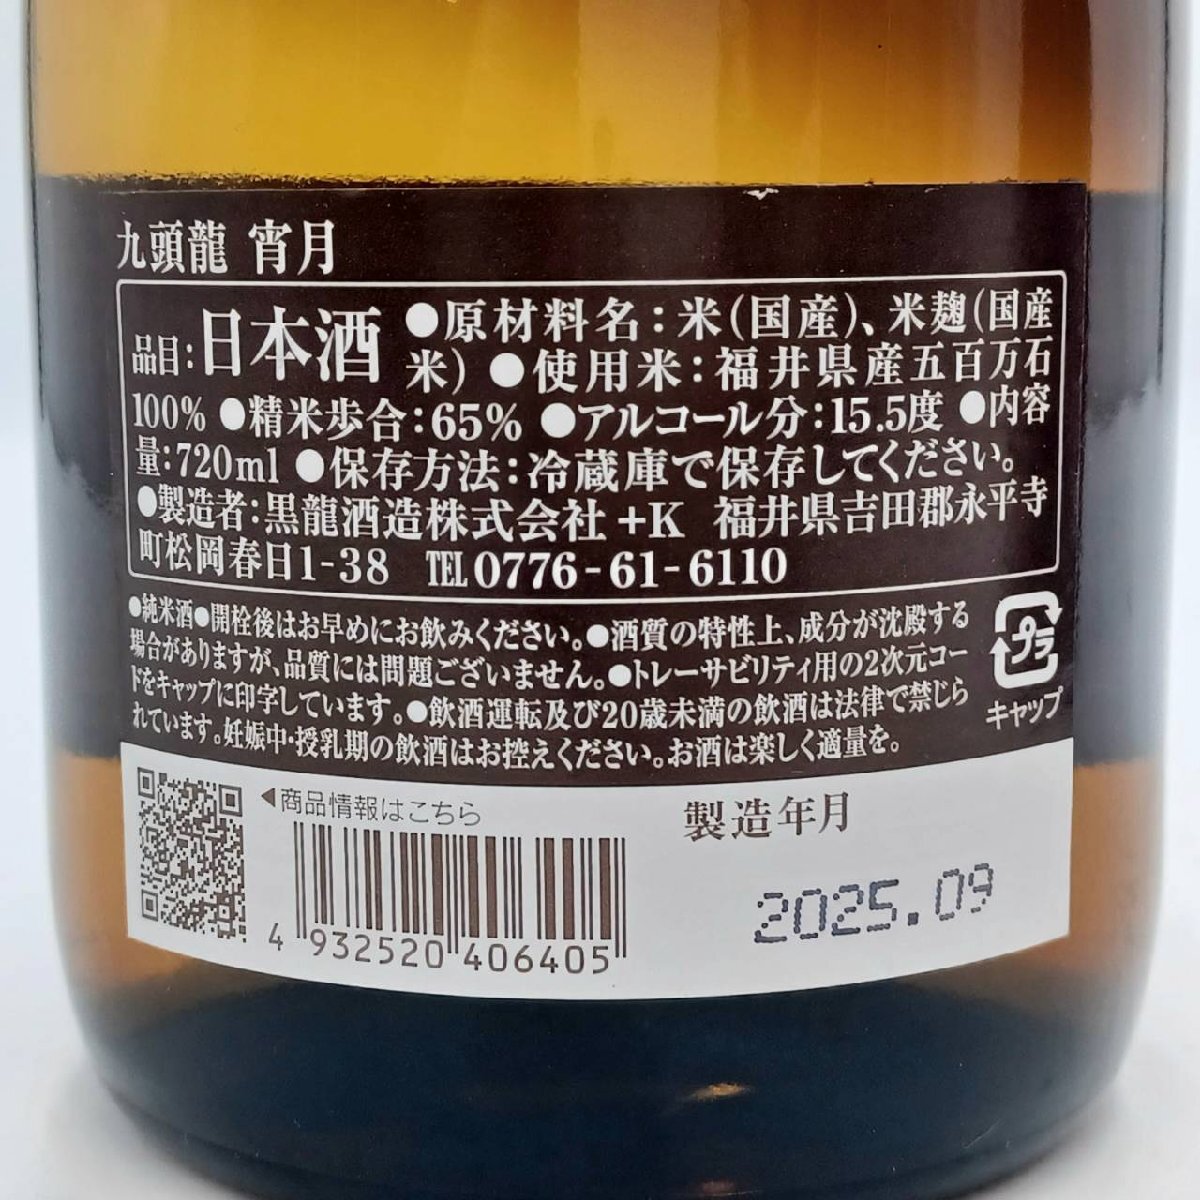 九頭龍 宵月
品目:日本酒 ●原材料名:米(国産)、米麹(国産米) ●使用米:福井県産五百万石
100% ●精米歩合:65% ●アルコール分:15.5度 ●内容
量:720ml ●保存方法:冷蔵庫で保存してください。
●製造者:黒龍酒造株式会社 +K 福井県吉田郡永平寺
町松岡春日1-38 TEL 0776-61-6110
●純米酒●開栓後はお早めにお飲みください。●酒質の特性上、成分が沈殿する
場合がありますが、品質には問題ございません。●トレーサビリティ用の2次元コー
ドをキャップに印字しています。●飲酒運転及び20歳未満の飲酒は法律で禁じら
れています。妊娠中・授乳期の飲酒はお控えください。お酒は楽しく適量を。
プラ
キャップ
◀商品情報はこちら
4 932520 406405
製造年月
2025.09